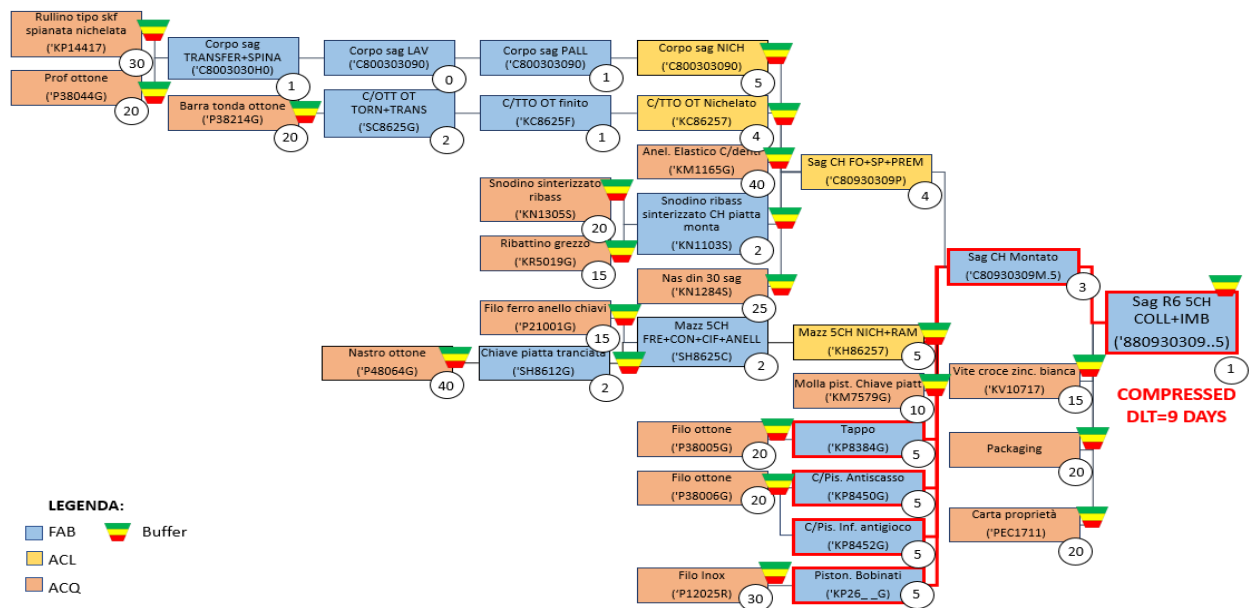 Rullino tipo skf
spianata nichelata
('KP14417)
30
Prof ottone
('P38044G)
20
Corpo sag
TRANSFER+SPINA
('C8003030H0)
1
Corpo sag LAV
('C800303090)
0
Corpo sag PALL
('C800303090)
1
Corpo sag NICH
('C800303090)
5
Barra tonda ottone
('P38214G)
20
C/OTT OT
TORN+TRANS
('SC8625G)
2
C/TTO OT finito
('KC8625F)
1
C/TTO OT Nichelato
('KC86257)
4
Anel. Elastico C/denti
('KM1165G)
40
Sag CH FO+SP+PREM
('C80930309P)
4
Snodino sinterizzato
ribass
('KN1305S)
20
Ribattino grezzo
('KR5019G)
15
Snodino ribass
sinterizzato CH piatta
monta
('KN1103S)
2
Nas din 30 sag
('KN1284S)
25
Filo ferro anello chiavi
('P21001G)
15
Nastro ottone
('P48064G)
40
Chiave piatta tranciata
('SH8612G)
2
Mazz 5CH
FRE+CON+CIF+ANELL
('SH8625C)
2
Mazz 5CH NICH+RAM
('KH86257)
5
Molla pist. Chiave piatt
('KM7579G)
10
Sag CH Montato
('C80930309M.5)
3
Sag R6 5CH
COLL+IMB
('880930309..5)
1
COMPRESSED
DLT=9 DAYS
Vite croce zinc. bianca
('KV10717)
15
Packaging
20
Carta proprietà
('PEC1711)
20
Filo ottone
('P38005G)
20
Tappo
('KP8384G)
5
Filo ottone
('P38006G)
20
C/Pis. Antiscasso
('KP8450G)
5
C/Pis. Inf. antigioco
('KP8452G)
5
Filo Inox
('P12025R)
30
Piston. Bobinati
('KP26_ _G)
5
LEGENDA:
FAB
Buffer
ACL
ACQ